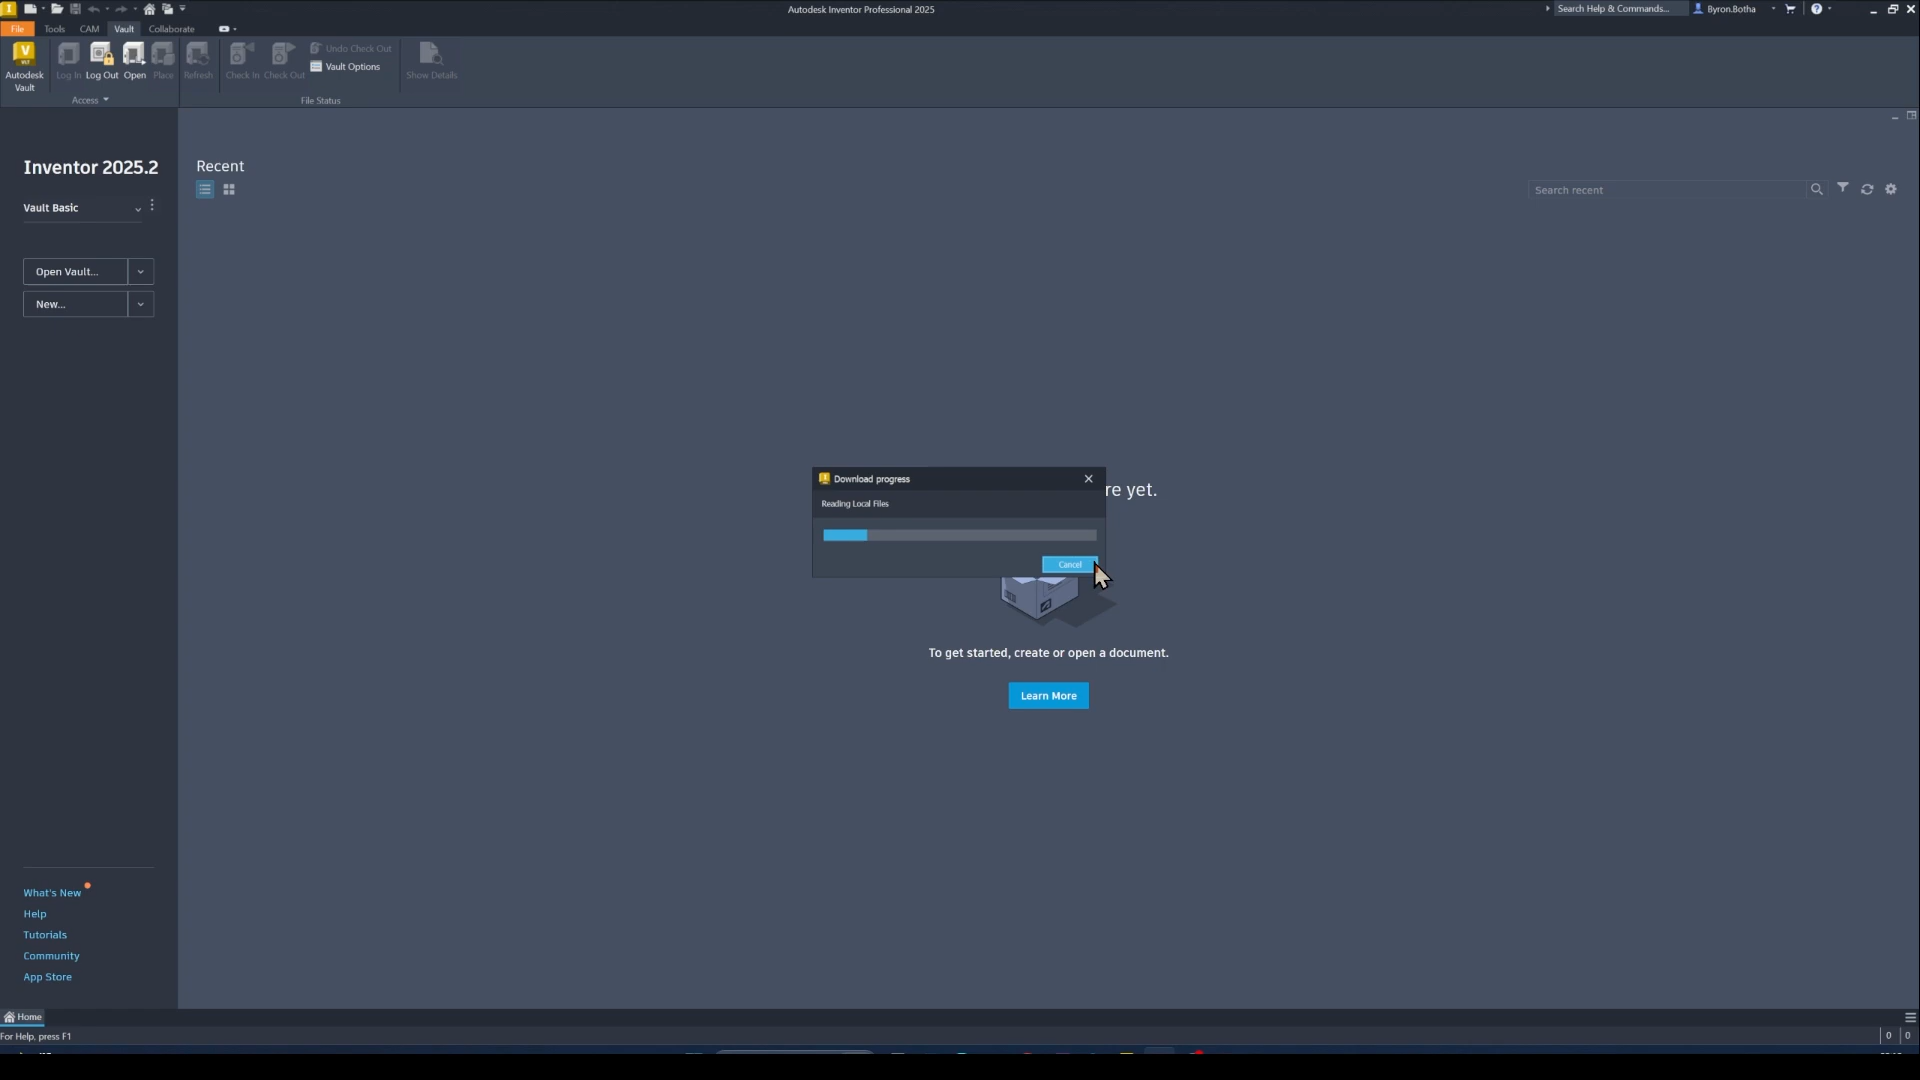 Autodesk Inventor Professional 2025
Search Help & Commands...
Byron.Botha
File
Tools
CAM
Vault
Collaborate
Autodesk
Vault
Log In
Log Out
Open
Place
Refresh
Check In
Check Out
Undo Check Out
Vault Options
Show Details
Access
File Status
Inventor 2025.2
Vault Basic
Open Vault...
New...
Recent
Search recent
Download progress
Reading Local Files
Cancel
re yet.
To get started, create or open a document.
Learn More
What's New
Help
Tutorials
Community
App Store
Home
For Help, press F1
0
0